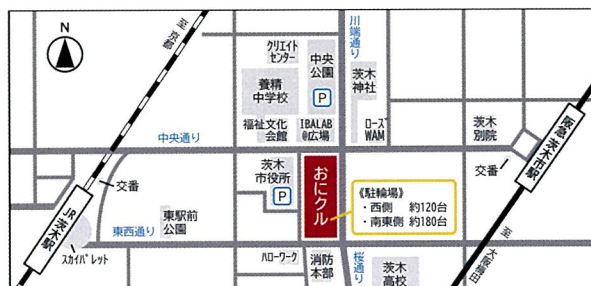 至 京都
N
クリエイト
センター
中央
公園
P
川端通り
茨木
神社
養精
中学校
福祉文化
会館
IBALAB
@広場
ローズ
WAM
茨木
別院
阪急茨木市駅
中央通り
交番
交番
茨木
市役所
P
おにクル
《駐輪場》
・西側 約120台
・南東側 約180台
JR茨木駅
東西通り
東駅前
公園
スカイパレット
ハローワーク
消防
本部
桜通り
茨木
高校
至 大阪梅田